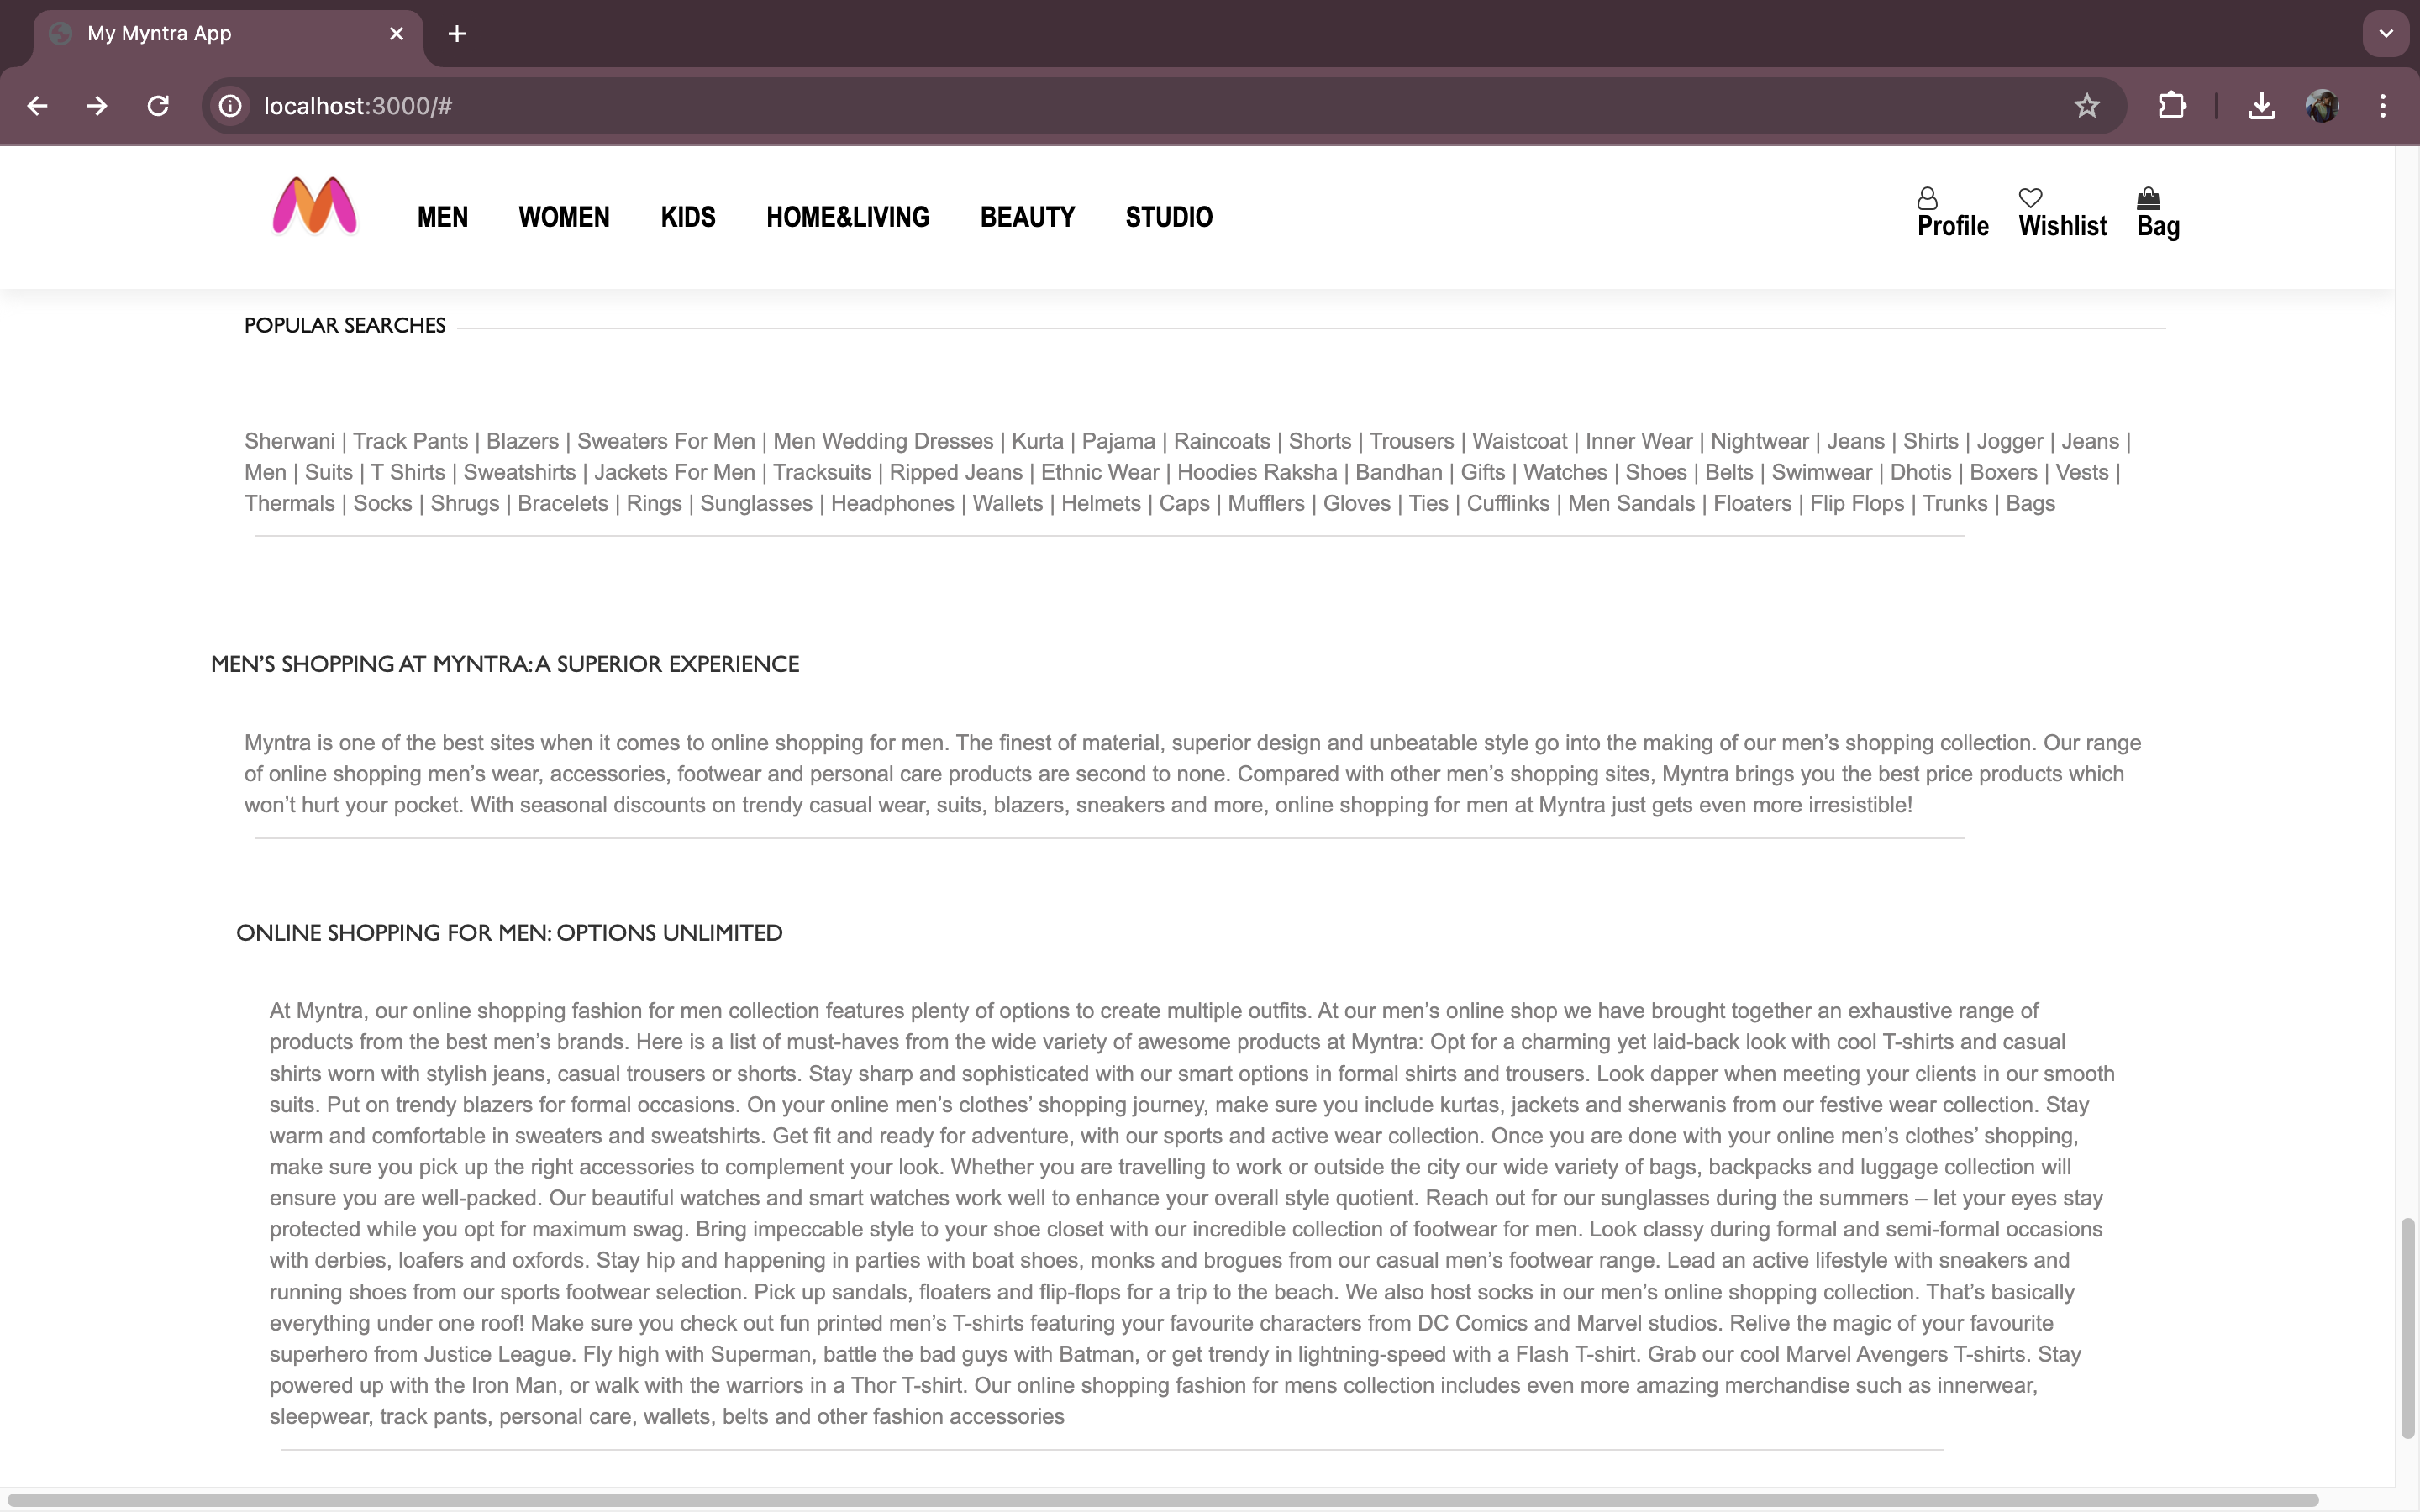 My Myntra App
localhost:3000/#
MEN WOMEN KIDS HOME&LIVING BEAUTY STUDIO
Profile Wishlist Bag
POPULAR SEARCHES
Sherwani | Track Pants | Blazers | Sweaters For Men | Men Wedding Dresses | Kurta | Pajama | Raincoats | Shorts | Trousers | Waistcoat | Inner Wear | Nightwear | Jeans | Shirts | Jogger | Jeans |
Men | Suits | T Shirts | Sweatshirts | Jackets For Men | Tracksuits | Ripped Jeans | Ethnic Wear | Hoodies Raksha | Bandhan | Gifts | Watches | Shoes | Belts | Swimwear | Dhotis | Boxers | Vests |
Thermals | Socks | Shrugs | Bracelets | Rings | Sunglasses | Headphones | Wallets | Helmets | Caps | Mufflers | Gloves | Ties | Cufflinks | Men Sandals | Floaters | Flip Flops | Trunks | Bags
MEN’S SHOPPING AT MYNTRA: A SUPERIOR EXPERIENCE
Myntra is one of the best sites when it comes to online shopping for men. The finest of material, superior design and unbeatable style go into the making of our men’s shopping collection. Our range
of online shopping men’s wear, accessories, footwear and personal care products are second to none. Compared with other men’s shopping sites, Myntra brings you the best price products which
won’t hurt your pocket. With seasonal discounts on trendy casual wear, suits, blazers, sneakers and more, online shopping for men at Myntra just gets even more irresistible!
ONLINE SHOPPING FOR MEN: OPTIONS UNLIMITED
At Myntra, our online shopping fashion for men collection features plenty of options to create multiple outfits. At our men’s online shop we have brought together an exhaustive range of
products from the best men’s brands. Here is a list of must-haves from the wide variety of awesome products at Myntra: Opt for a charming yet laid-back look with cool T-shirts and casual
shirts worn with stylish jeans, casual trousers or shorts. Stay sharp and sophisticated with our smart options in formal shirts and trousers. Look dapper when meeting your clients in our smooth
suits. Put on trendy blazers for formal occasions. On your online men’s clothes’ shopping journey, make sure you include kurtas, jackets and sherwanis from our festive wear collection. Stay
warm and comfortable in sweaters and sweatshirts. Get fit and ready for adventure, with our sports and active wear collection. Once you are done with your online men’s clothes’ shopping,
make sure you pick up the right accessories to complement your look. Whether you are travelling to work or outside the city our wide variety of bags, backpacks and luggage collection will
ensure you are well-packed. Our beautiful watches and smart watches work well to enhance your overall style quotient. Reach out for our sunglasses during the summers – let your eyes stay
protected while you opt for maximum swag. Bring impeccable style to your shoe closet with our incredible collection of footwear for men. Look classy during formal and semi-formal occasions
with derbies, loafers and oxfords. Stay hip and happening in parties with boat shoes, monks and brogues from our casual men’s footwear range. Lead an active lifestyle with sneakers and
running shoes from our sports footwear selection. Pick up sandals, floaters and flip-flops for a trip to the beach. We also host socks in our men’s online shopping collection. That’s basically
everything under one roof! Make sure you check out fun printed men’s T-shirts featuring your favourite characters from DC Comics and Marvel studios. Relive the magic of your favourite
superhero from Justice League. Fly high with Superman, battle the bad guys with Batman, or get trendy in lightning-speed with a Flash T-shirt. Grab our cool Marvel Avengers T-shirts. Stay
powered up with the Iron Man, or walk with the warriors in a Thor T-shirt. Our online shopping fashion for mens collection includes even more amazing merchandise such as innerwear,
sleepwear, track pants, personal care, wallets, belts and other fashion accessories